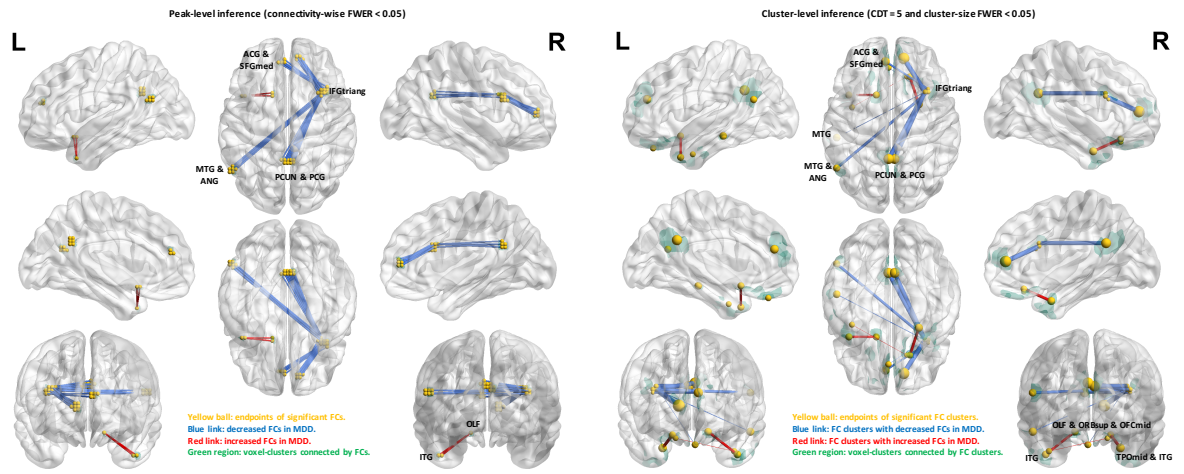 Peak-level inference (connectivity-wise FWER < 0.05)
L
R
ACG &
SFGmed
IFGtriang
MTG &
ANG
PCUN & PCG
Yellow ball: endpoints of significant FCs.
Blue link: decreased FCs in MDD.
Red link: increased FCs in MDD.
Green region: voxel-clusters connected by FCs.
OLF
ITG
Cluster-level inference (CDT = 5 and cluster-size FWER < 0.05)
L
R
ACG &
SFGmed
IFGtriang
MTG
MTG &
ANG
PCUN & PCG
Yellow ball: endpoints of significant FC clusters.
Blue link: FC clusters with decreased FCs in MDD.
Red link: FC clusters with increased FCs in MDD.
Green region: voxel-clusters connected by FC clusters.
OLF & ORBsup & OFCmid
ITG
TPOmid & ITG